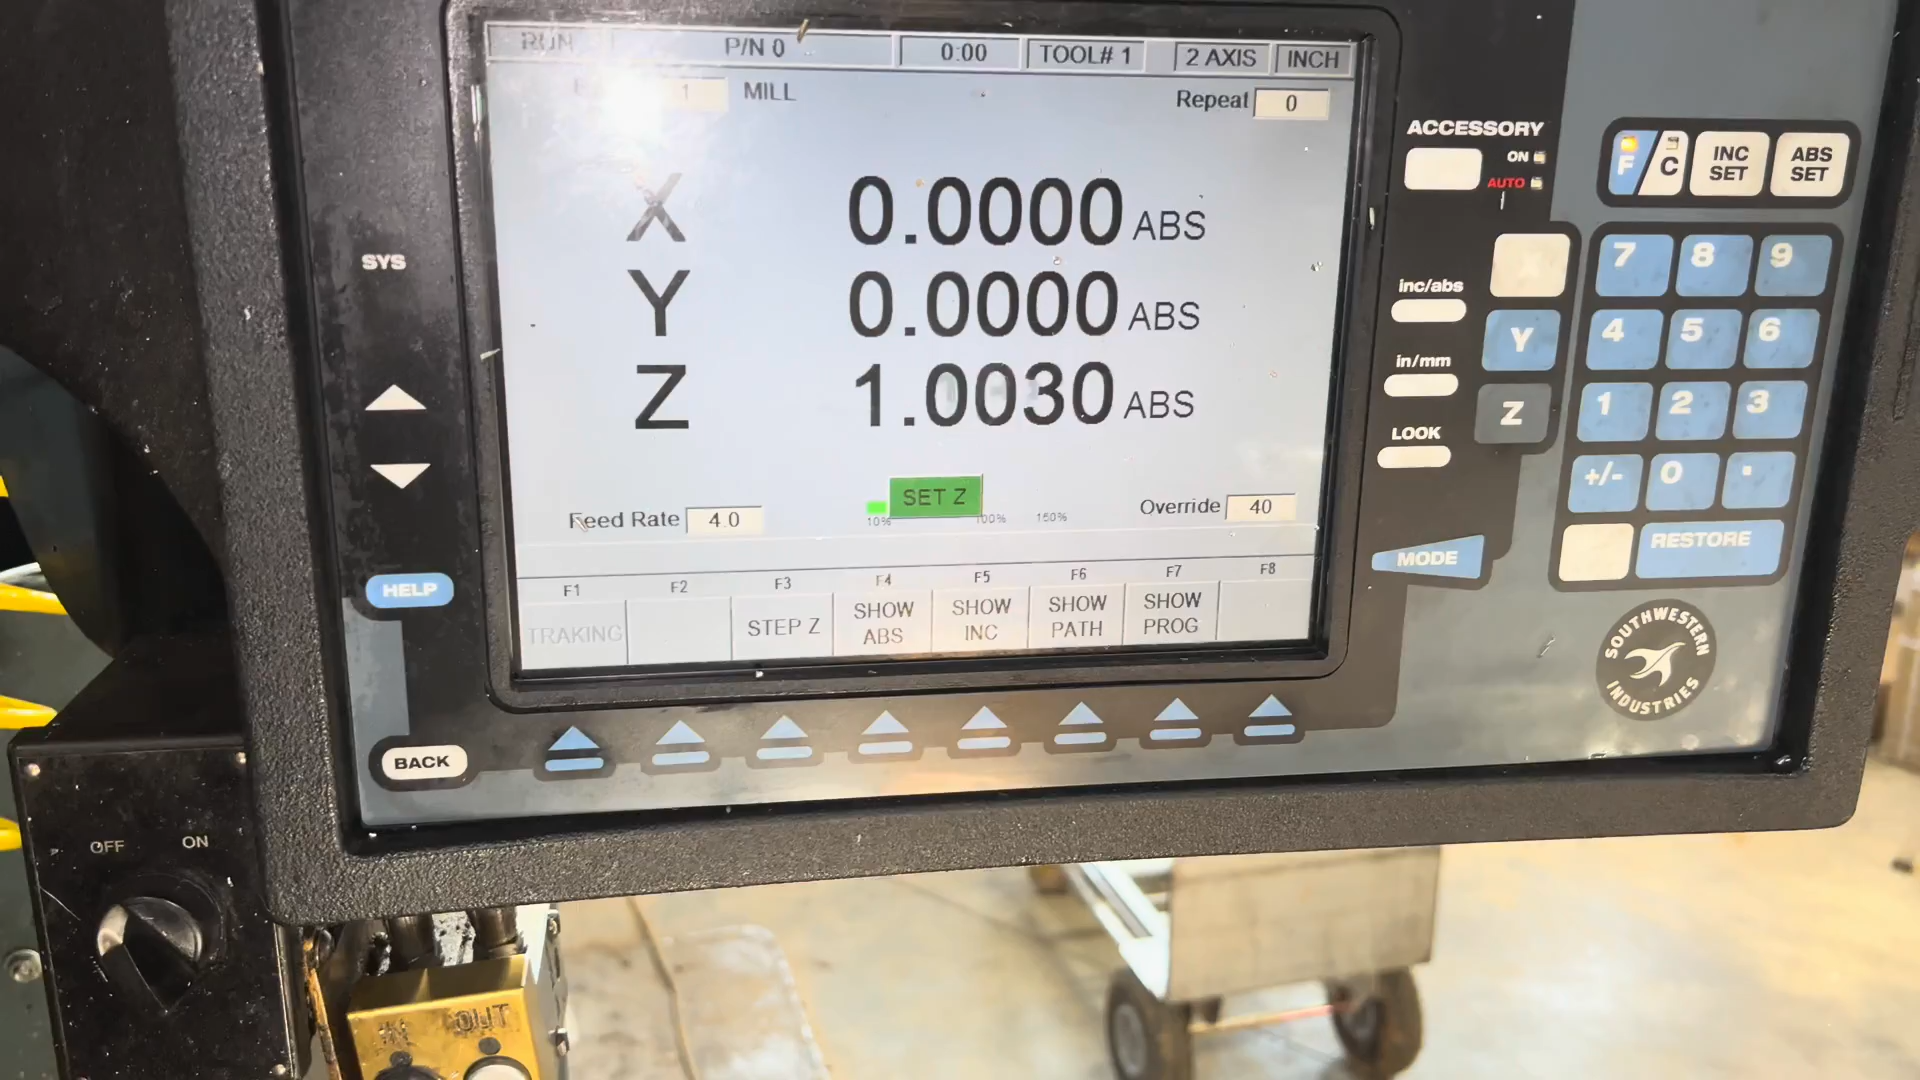 RUN P/N 0 0:00 TOOL# 1 2 AXIS INCH
1 MILL Repeat 0
X 0.0000 ABS
Y 0.0000 ABS
Z 1.0030 ABS
SET Z
Feed Rate 4.0 10% 100% 150% Override 40
F1 F2 F3 F4 F5 F6 F7 F8
TRAKING STEP Z SHOW ABS SHOW INC SHOW PATH SHOW PROG
SYS
HELP
BACK
ACCESSORY
ON
AUTO
inc/abs
in/mm
LOOK
MODE
F C INC SET ABS SET
X 7 8 9
Y 4 5 6
Z 1 2 3
+/- 0 .
RESTORE
SOUTHWESTERN INDUSTRIES
OFF ON
IN OUT